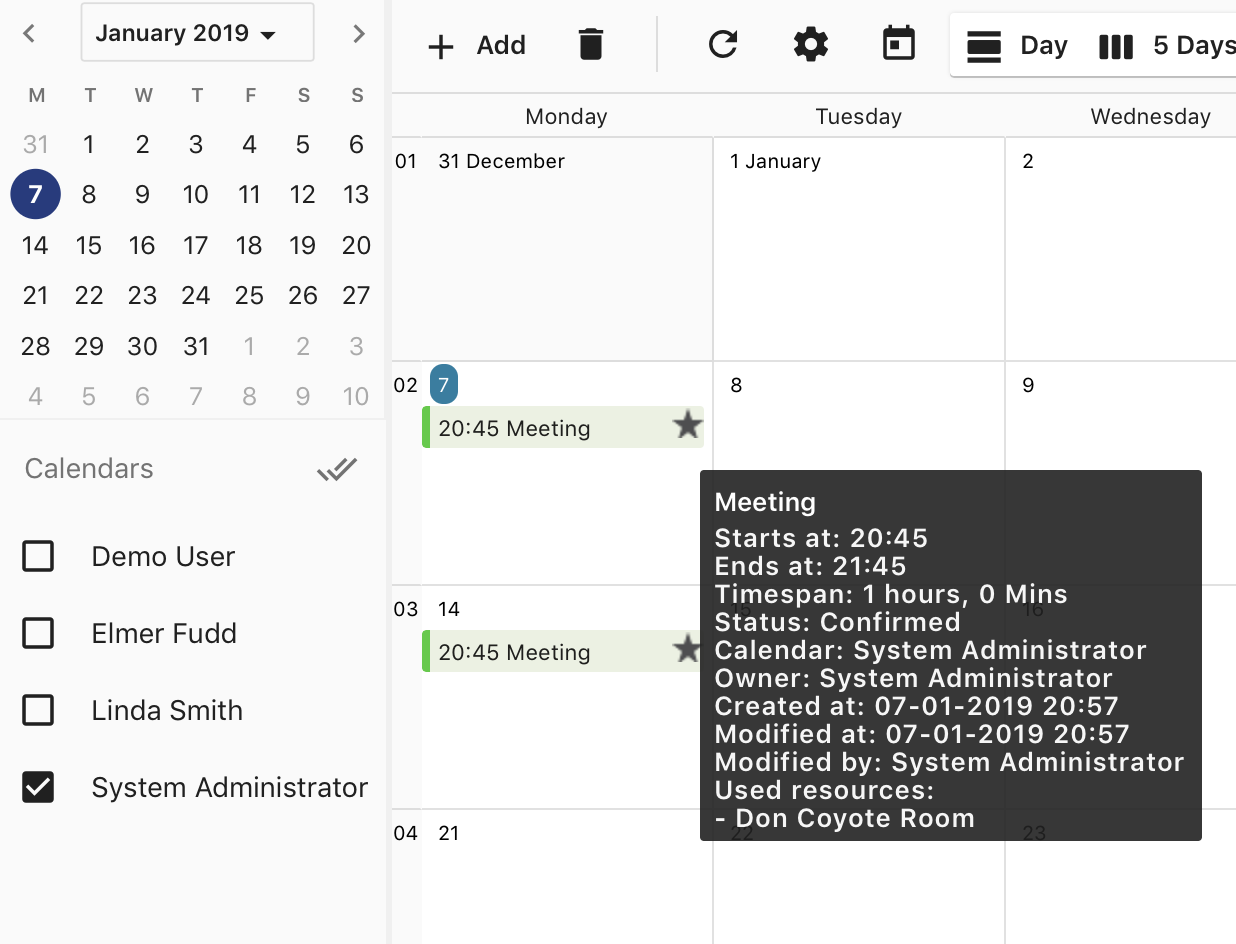 January 2019
M T W T F S S
31 1 2 3 4 5 6
7 8 9 10 11 12 13
14 15 16 17 18 19 20
21 22 23 24 25 26 27
28 29 30 31 1 2 3
4 5 6 7 8 9 10
Calendars
Demo User
Elmer Fudd
Linda Smith
System Administrator
Add Day 5 Days
Monday Tuesday Wednesday
01 31 December 1 January 2
02 7 8 9
20:45 Meeting
03 14 15 16
20:45 Meeting
04 21 22 23
Meeting
Starts at: 20:45
Ends at: 21:45
Timespan: 1 hours, 0 Mins
Status: Confirmed
Calendar: System Administrator
Owner: System Administrator
Created at: 07-01-2019 20:57
Modified at: 07-01-2019 20:57
Modified by: System Administrator
Used resources:
- Don Coyote Room